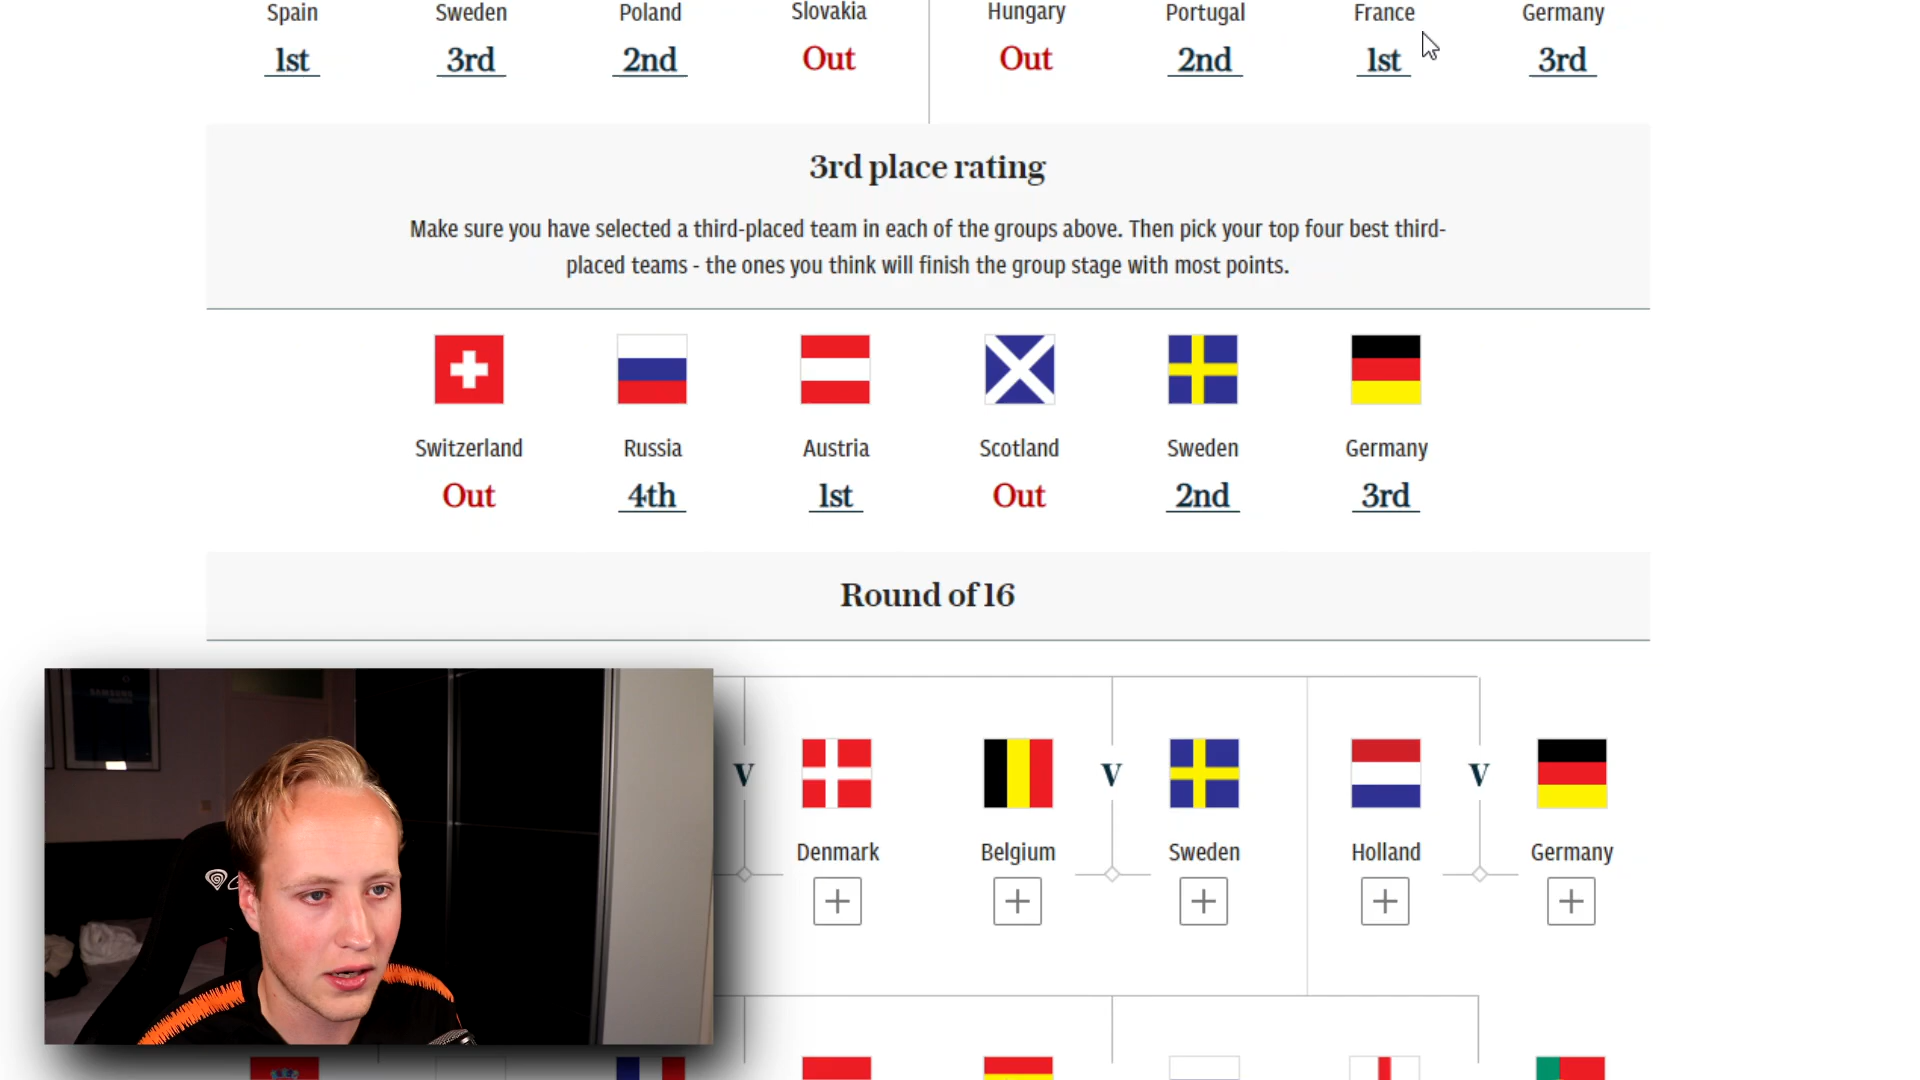 Spain Sweden Poland Slovakia Hungary Portugal France Germany
1st 3rd 2nd Out Out 2nd 1st 3rd
3rd place rating
Make sure you have selected a third-placed team in each of the groups above. Then pick your top four best third-
placed teams - the ones you think will finish the group stage with most points.
Switzerland Russia Austria Scotland Sweden Germany
Out 4th 1st Out 2nd 3rd
Round of 16
V V V
Denmark Belgium Sweden Holland Germany
SAMSUNG